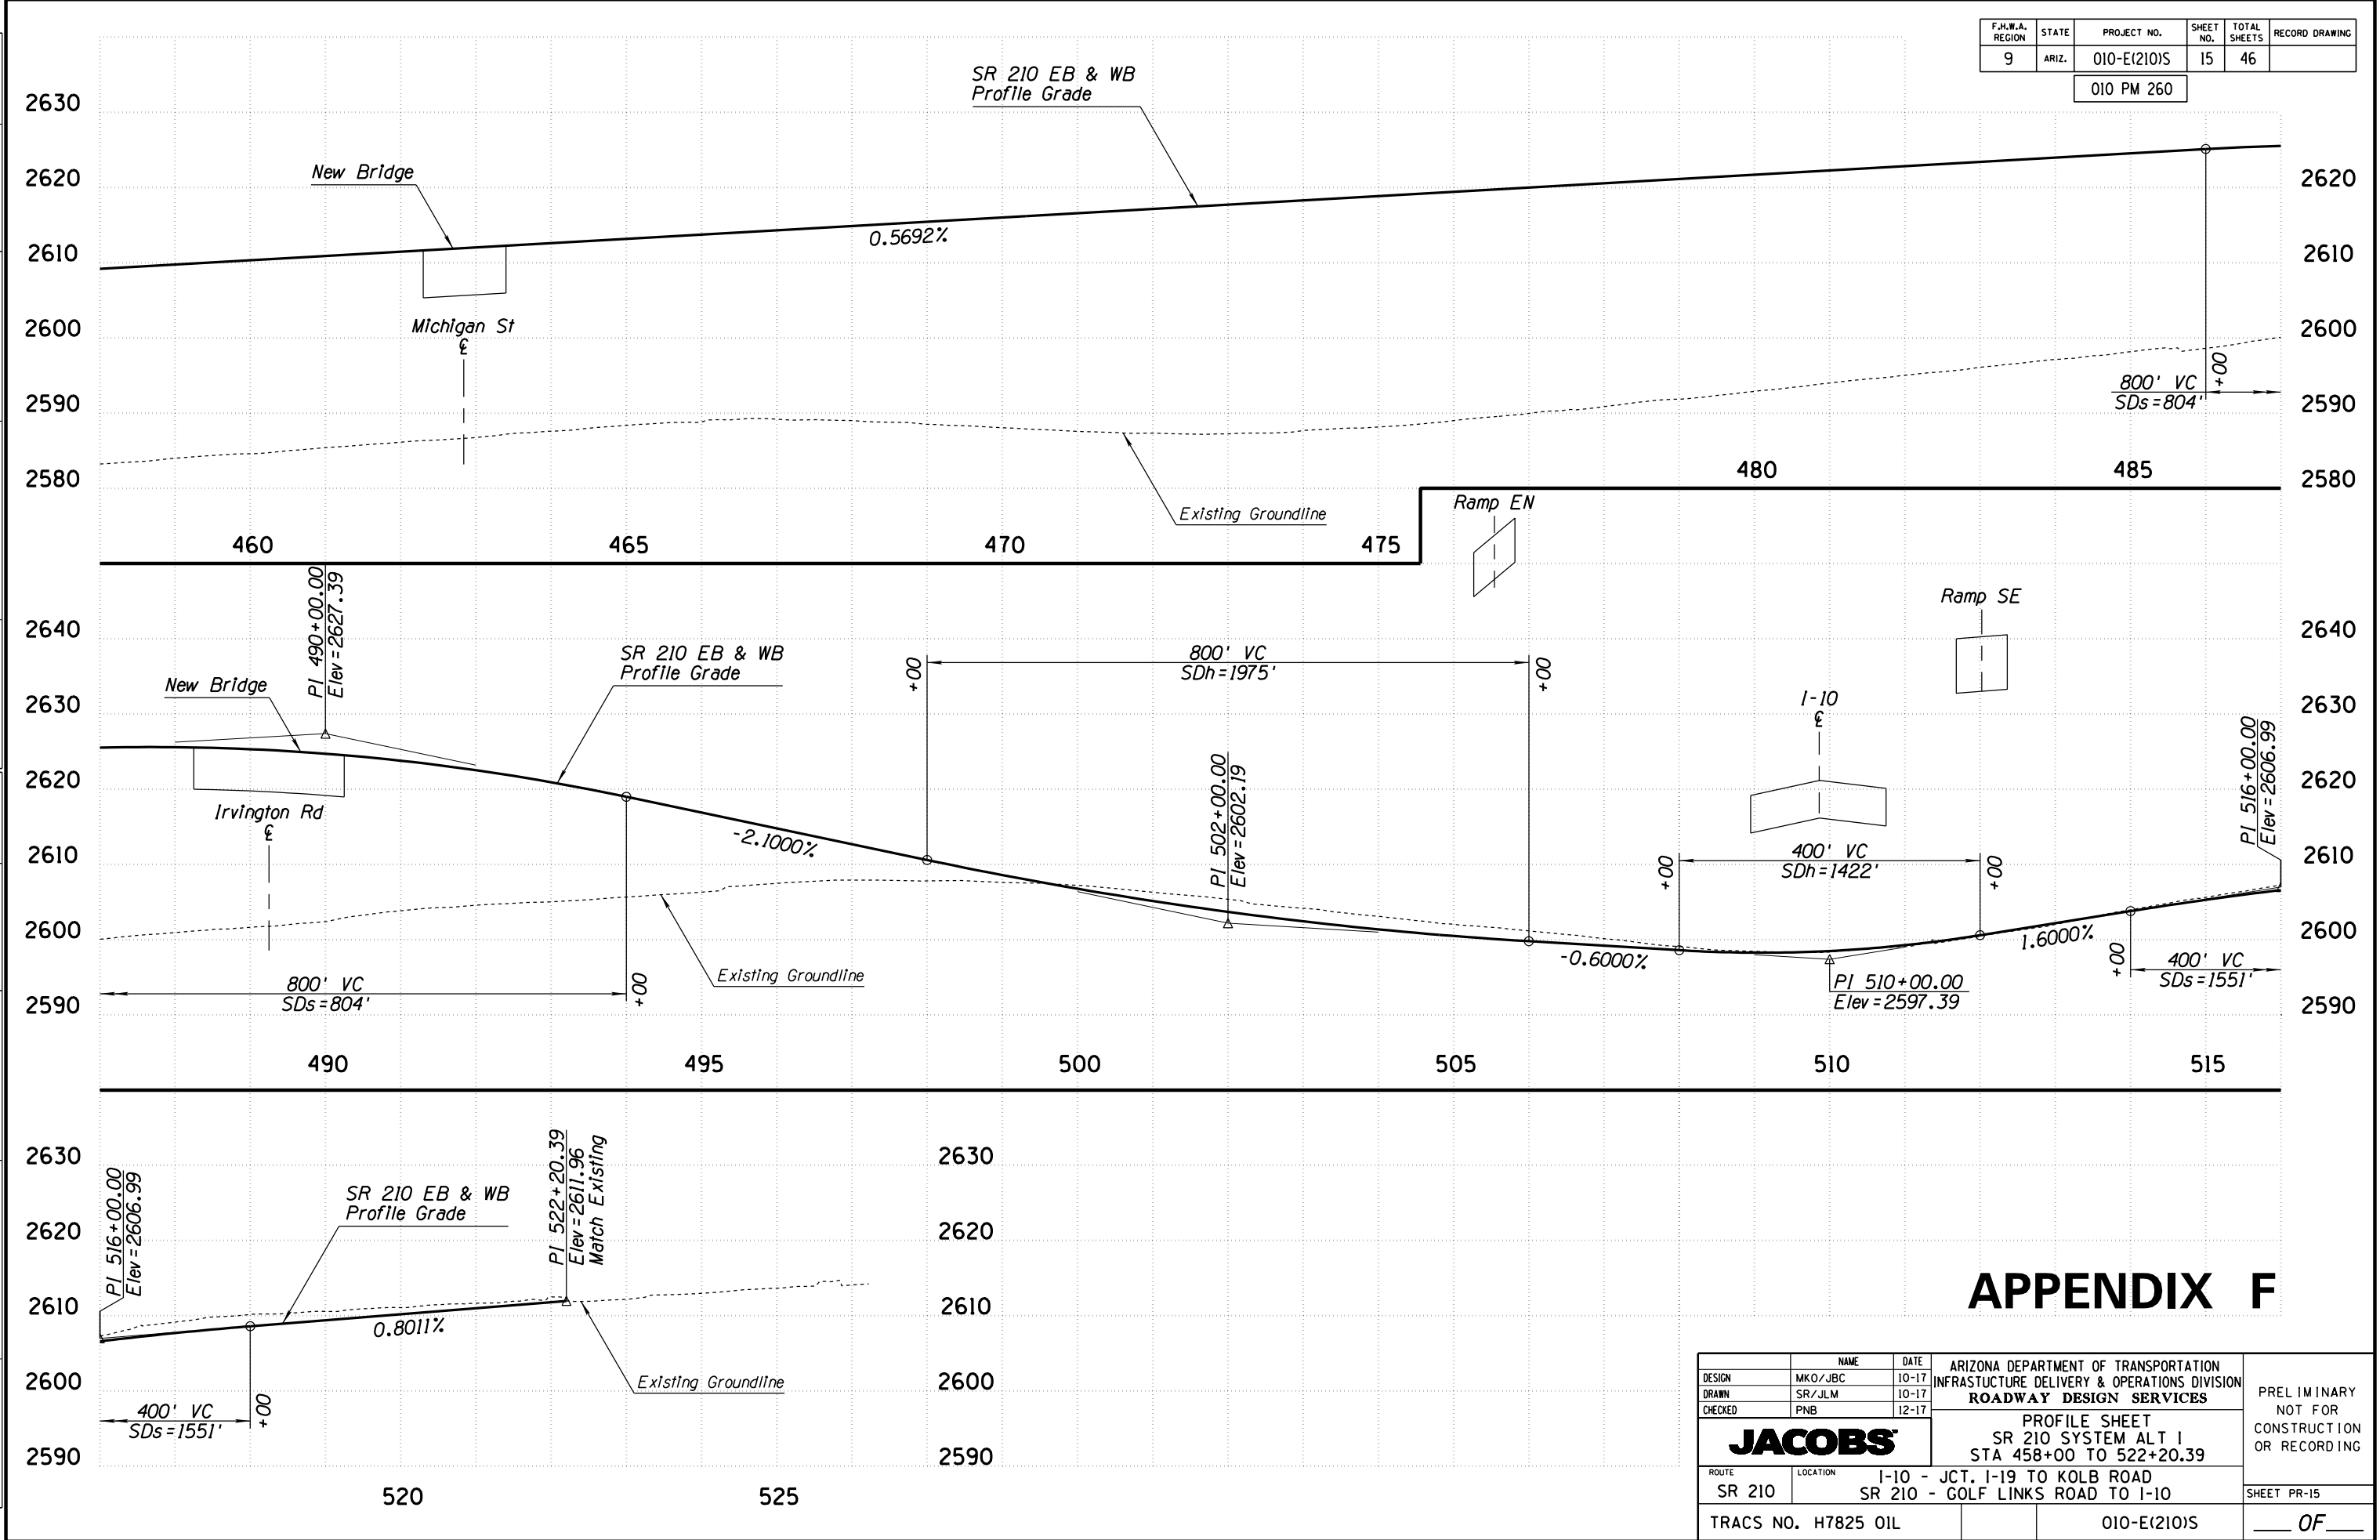 F.H.W.A. REGION STATE PROJECT NO. SHEET NO. TOTAL SHEETS RECORD DRAWING
9 ARIZ. 010-E(210)S 15 46
010 PM 260
SR 210 EB & WB
Profile Grade
2630
New Bridge
2620 2620
2610 2610
0.5692%
Michigan St
℄
2600 2600
+00
800' VC
SDs=804'
2590 2590
2580 480 485 2580
Existing Groundline
Ramp EN
460 465 470 475
PI 490+00.00
Elev=2627.39
Ramp SE
2640 2640
SR 210 EB & WB
Profile Grade
+00
800' VC
SDh=1975'
+00
New Bridge
I-10
℄
2630 2630
PI 516+00.00
Elev=2606.99
2620 2620
PI 502+00.00
Elev=2602.19
Irvington Rd
℄
-2.1000%
2610 2610
+00
400' VC
SDh=1422'
+00
2600 2600
1.6000%
-0.6000%
+00
400' VC
SDs=1551'
Existing Groundline
800' VC
SDs=804'
+00
PI 510+00.00
Elev=2597.39
2590 2590
490 495 500 505 510 515
2630 2630
PI 516+00.00
Elev=2606.99
SR 210 EB & WB
Profile Grade
PI 522+20.39
Elev=2611.96
Match Existing
2620 2620
2610 2610
0.8011%
Existing Groundline
2600 2600
400' VC
SDs=1551'
+00
2590 2590
520 525
APPENDIX F
NAME DATE
DESIGN MKO/JBC 10-17
DRAWN SR/JLM 10-17
CHECKED PNB 12-17
ARIZONA DEPARTMENT OF TRANSPORTATION
INFRASTUCTURE DELIVERY & OPERATIONS DIVISION
ROADWAY DESIGN SERVICES
JACOBS
PROFILE SHEET
SR 210 SYSTEM ALT 1
STA 458+00 TO 522+20.39
PRELIMINARY
NOT FOR
CONSTRUCTION
OR RECORDING
ROUTE
SR 210
LOCATION
I-10 - JCT. I-19 TO KOLB ROAD
SR 210 - GOLF LINKS ROAD TO I-10
SHEET PR-15
TRACS NO. H7825 01L 010-E(210)S
____ OF ____